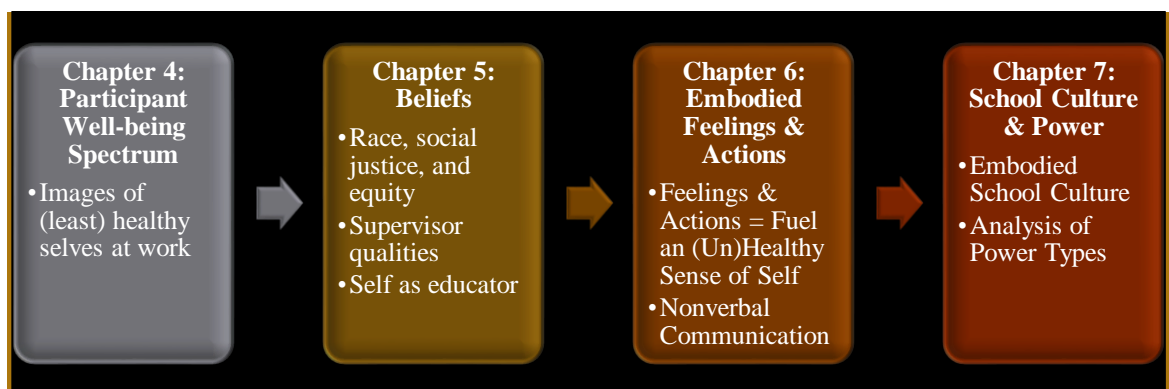 Chapter 4:
Participant
Well-being
Spectrum
•Images of
(least) healthy
selves at work
Chapter 5:
Beliefs
•Race, social
justice, and
equity
•Supervisor
qualities
•Self as educator
Chapter 6:
Embodied
Feelings &
Actions
•Feelings &
Actions = Fuel
an (Un)Healthy
Sense of Self
•Nonverbal
Communication
Chapter 7:
School Culture
& Power
•Embodied
School Culture
•Analysis of
Power Types